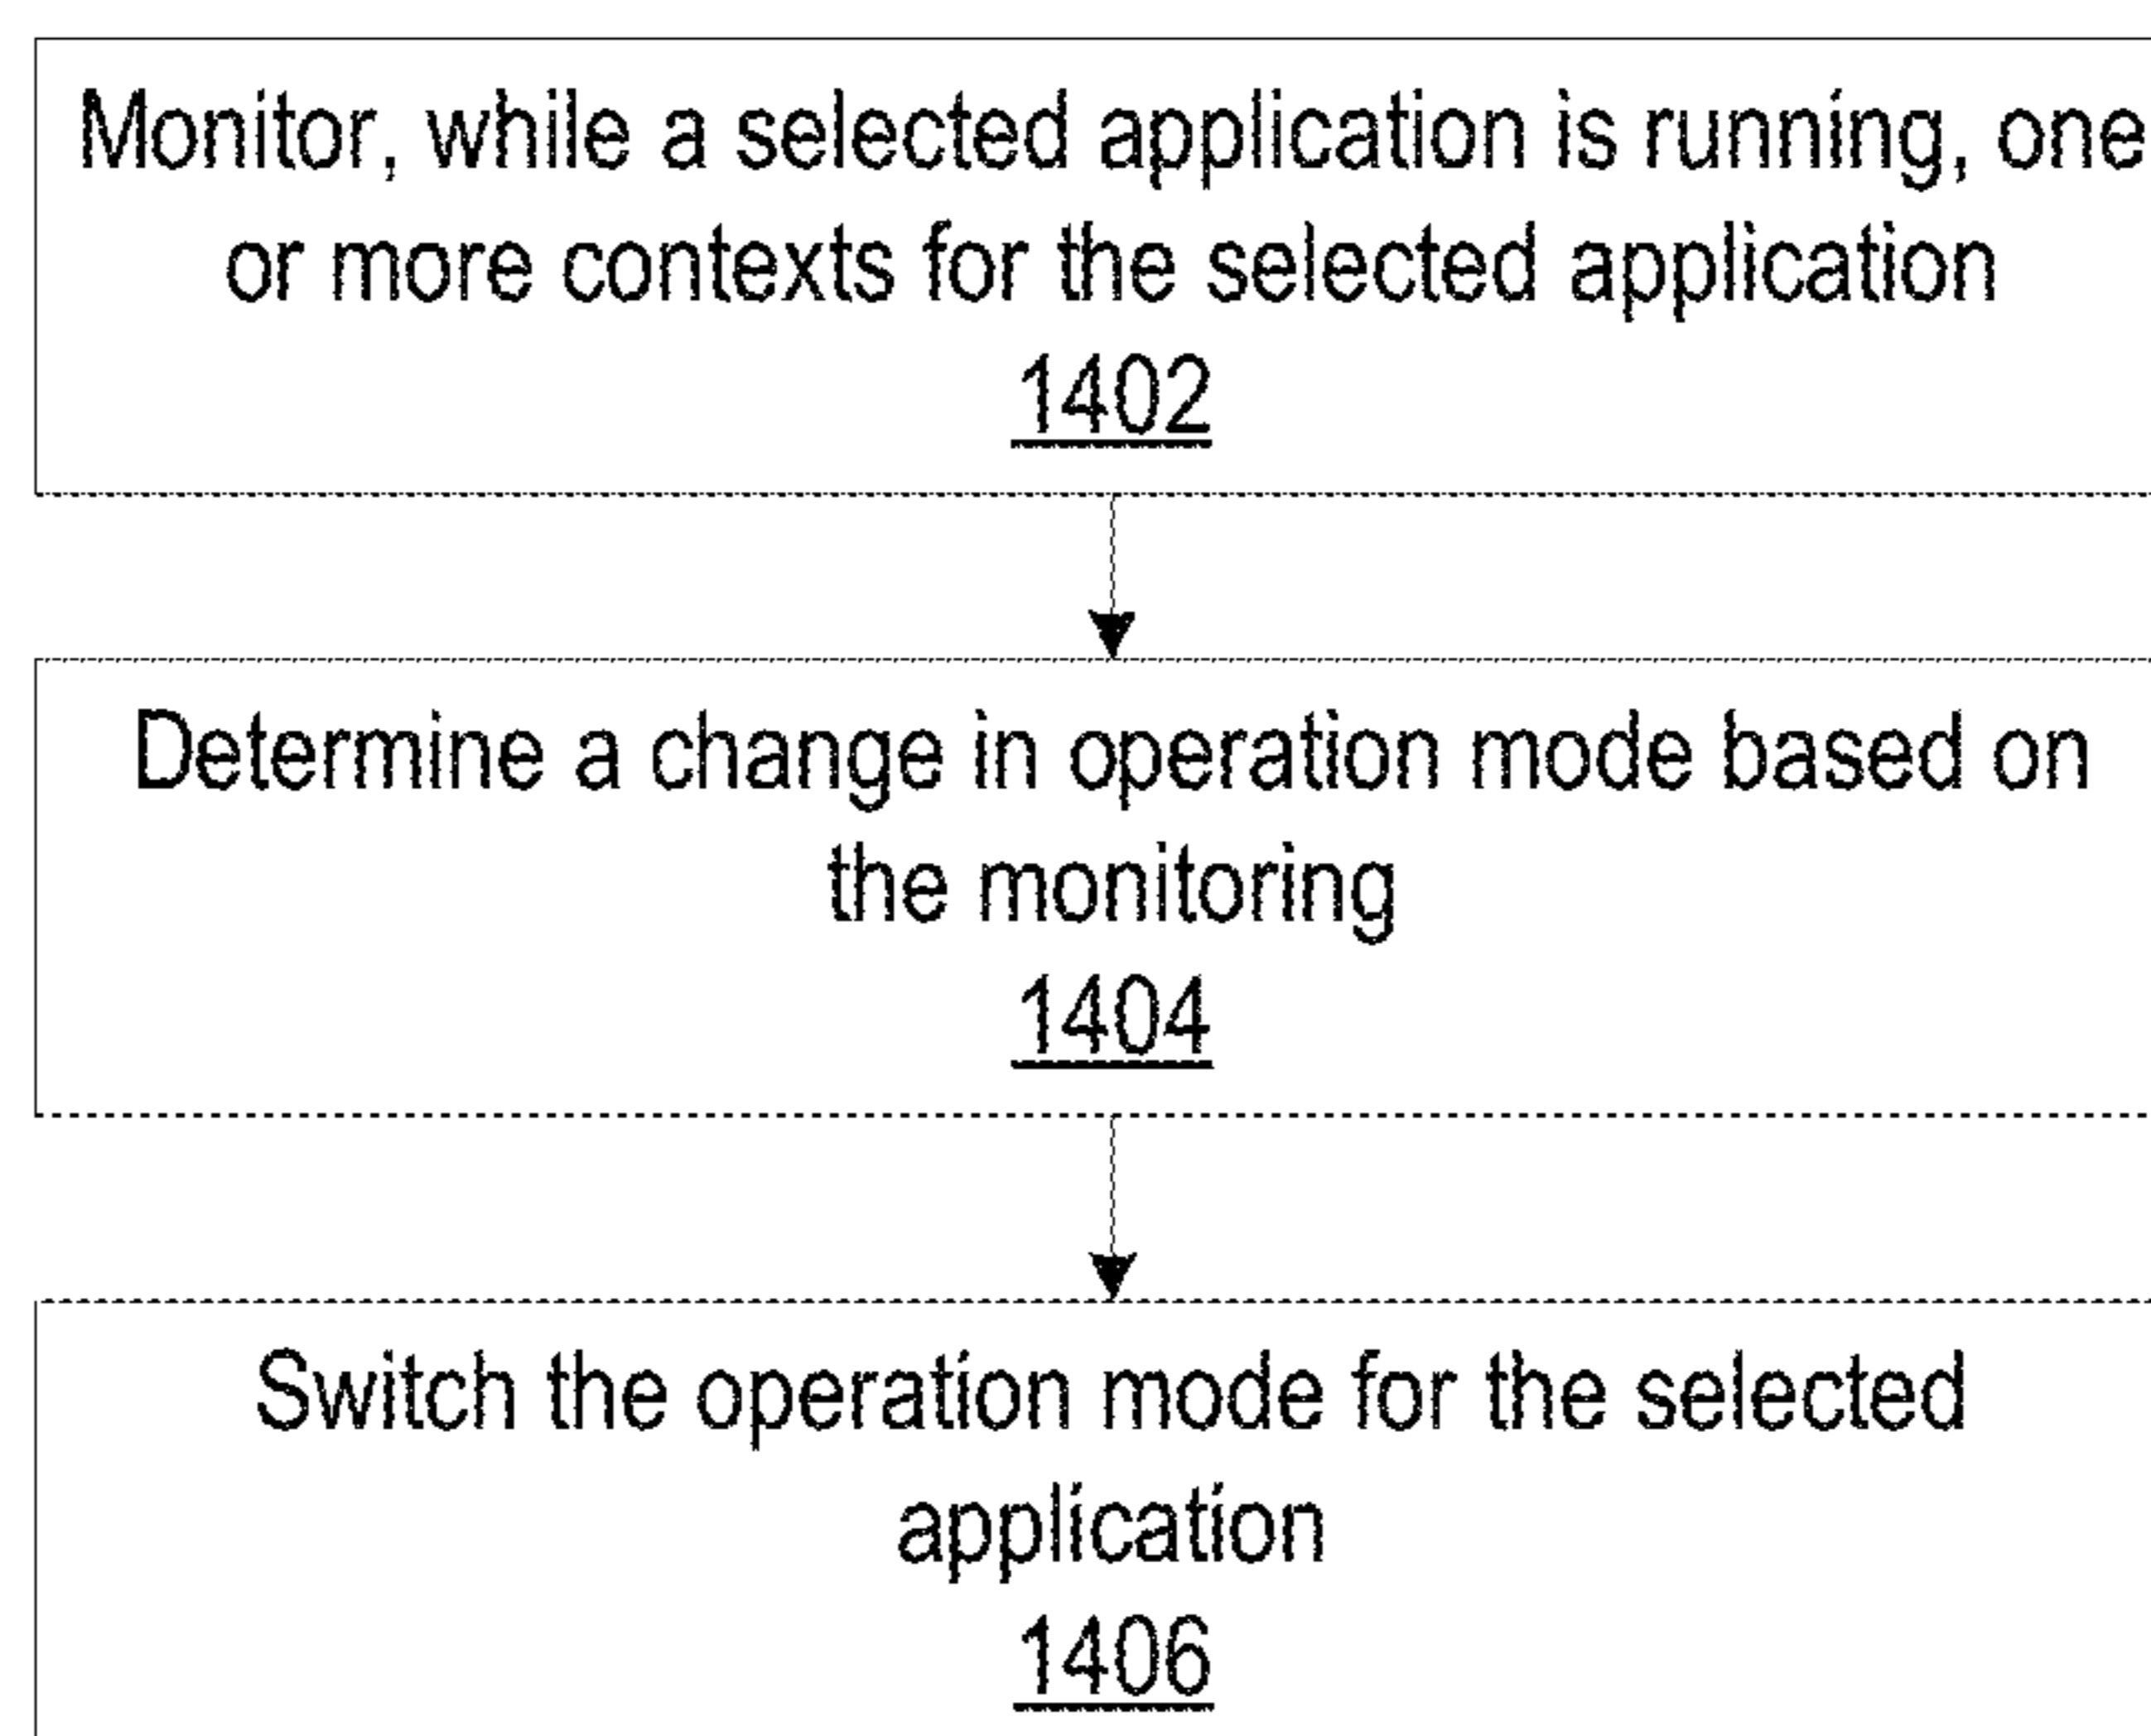 Monitor, while a selected application is running, one
or more contexts for the selected application
1402
Determine a change in operation mode based on
the monitoring
1404
Switch the operation mode for the selected
application
1406